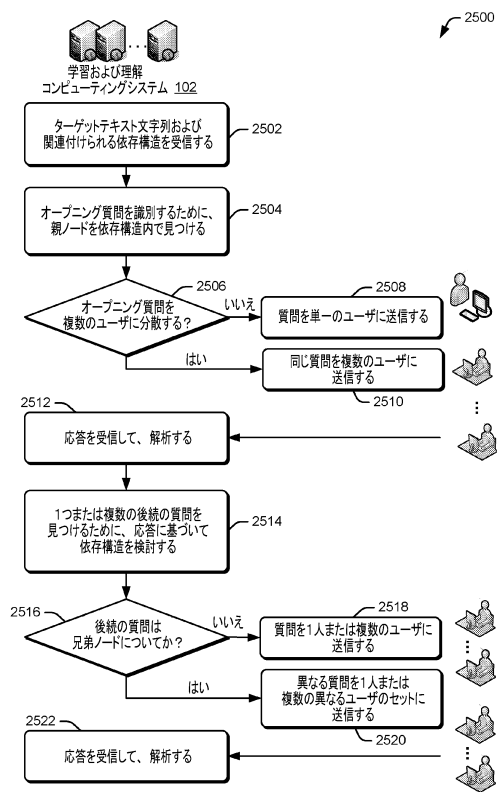 2500
学習および理解
コンピューティングシステム 102
ターゲットテキスト文字列および
関連付けられる依存構造を受信する
2502
オープニング質問を識別するために、
親ノードを依存構造内で見つける
2504
2506
オープニング質問を
複数のユーザに分散する？
いいえ
2508
質問を単一のユーザに送信する
はい
同じ質問を複数のユーザに
送信する
2510
2512
応答を受信して、解析する
1つまたは複数の後続の質問を
見つけるために、応答に基づいて
依存構造を検討する
2514
2516
後続の質問は
兄弟ノードについてか？
いいえ
2518
質問を1人または複数のユーザに
送信する
はい
異なる質問を1人または
複数の異なるユーザのセットに
送信する
2520
2522
応答を受信して、解析する